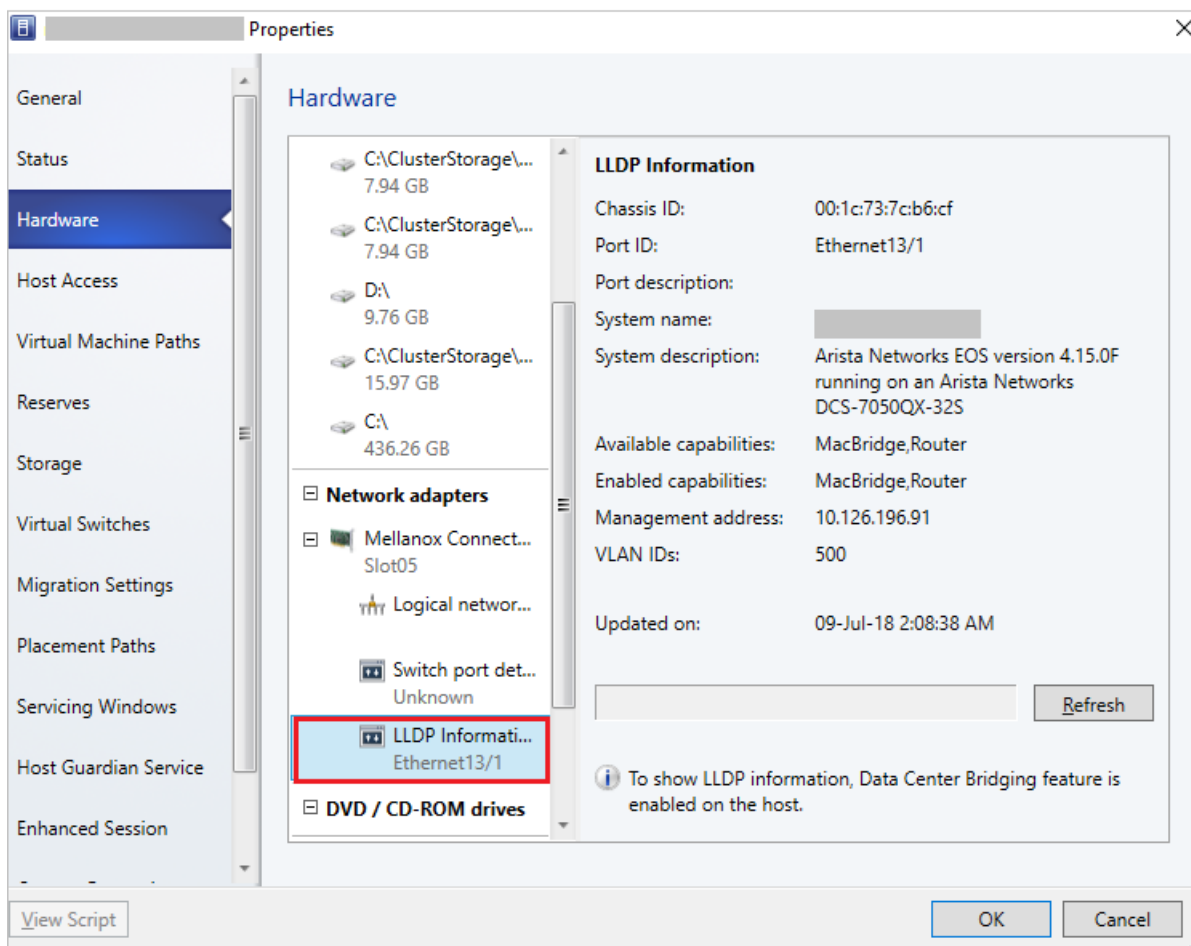 Properties
General
Status
Hardware
Host Access
Virtual Machine Paths
Reserves
Storage
Virtual Switches
Migration Settings
Placement Paths
Servicing Windows
Host Guardian Service
Enhanced Session
Hardware
C:\ClusterStorage\...
7.94 GB
C:\ClusterStorage\...
7.94 GB
D:\
9.76 GB
C:\ClusterStorage\...
15.97 GB
C:\
436.26 GB
Network adapters
Mellanox Connect...
Slot05
Logical networ...
Switch port det...
Unknown
LLDP Informati...
Ethernet13/1
DVD / CD-ROM drives
LLDP Information
Chassis ID: 00:1c:73:7c:b6:cf
Port ID: Ethernet13/1
Port description:
System name:
System description: Arista Networks EOS version 4.15.0F
running on an Arista Networks
DCS-7050QX-32S
Available capabilities: MacBridge,Router
Enabled capabilities: MacBridge,Router
Management address: 10.126.196.91
VLAN IDs: 500
Updated on: 09-Jul-18 2:08:38 AM
Refresh
To show LLDP information, Data Center Bridging feature is
enabled on the host.
View Script
OK
Cancel